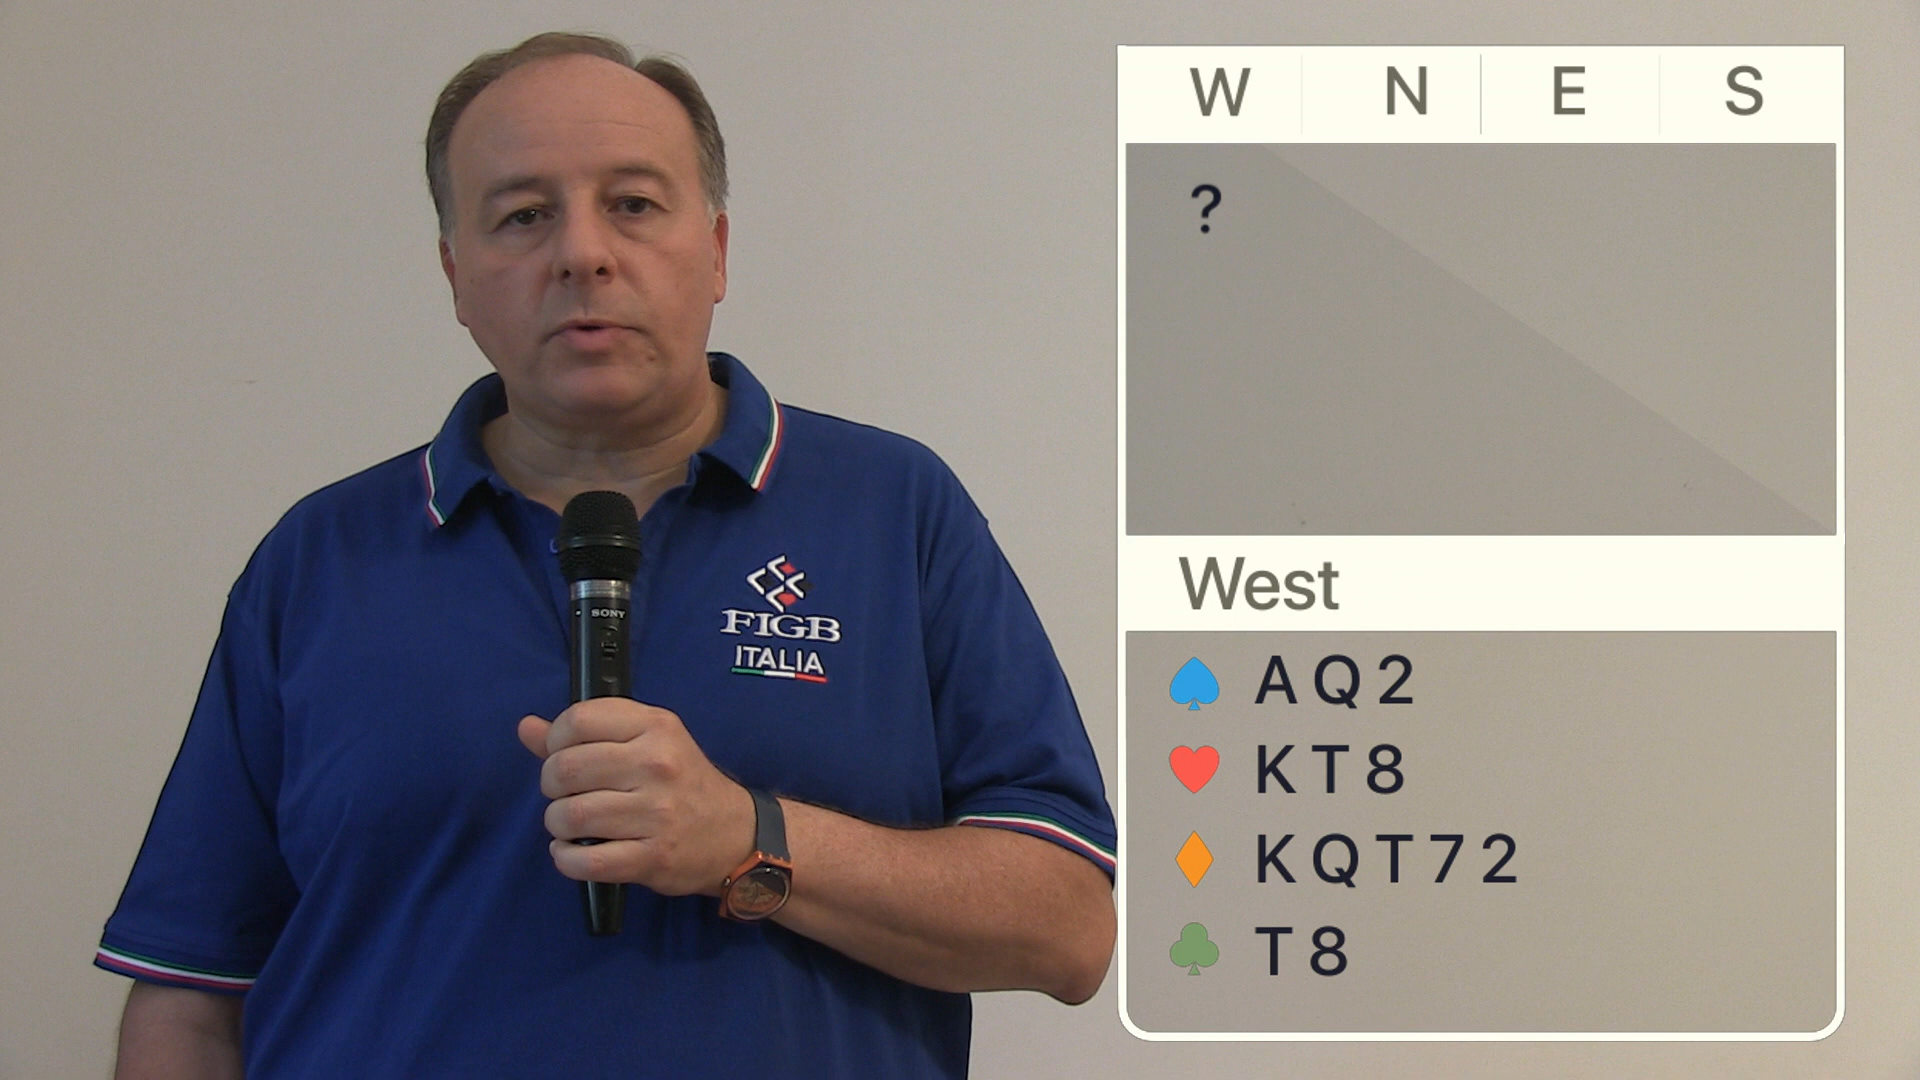 W N E S
?
West
A Q 2
K T 8
K Q T 7 2
T 8
SONY
FIGB
ITALIA